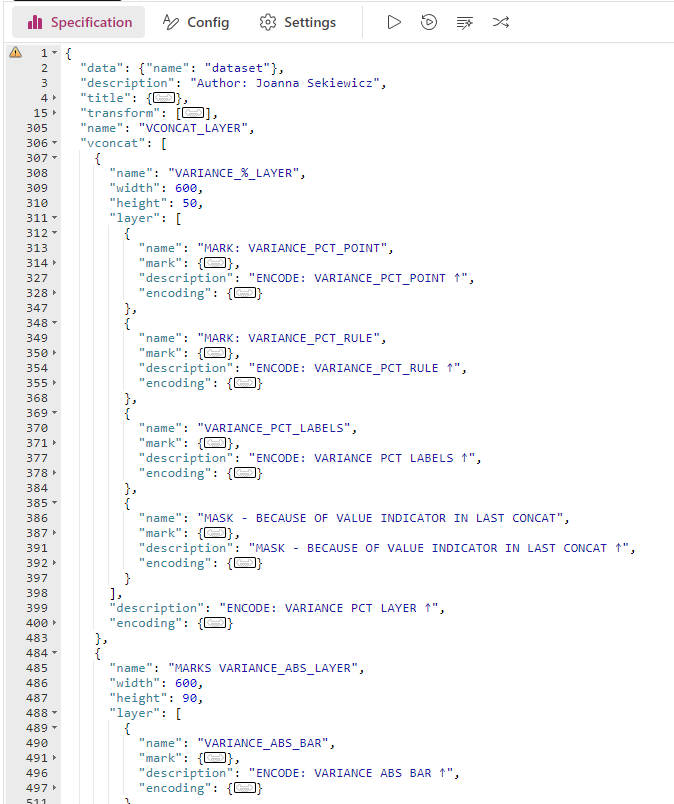 Specification Config Settings
1 {
2 "data": {"name": "dataset"},
3 "description": "Author: Joanna Sekiewicz",
4 "title": {},
15 "transform": [],
305 "name": "VCONCAT_LAYER",
306 "vconcat": [
307 {
308 "name": "VARIANCE_%_LAYER",
309 "width": 600,
310 "height": 50,
311 "layer": [
312 {
313 "name": "MARK: VARIANCE_PCT_POINT",
314 "mark": {},
327 "description": "ENCODE: VARIANCE_PCT_POINT ↑",
328 "encoding": {}
347 },
348 {
349 "name": "MARK: VARIANCE_PCT_RULE",
350 "mark": {},
354 "description": "ENCODE: VARIANCE_PCT_RULE ↑",
355 "encoding": {}
368 },
369 {
370 "name": "VARIANCE_PCT_LABELS",
371 "mark": {},
377 "description": "ENCODE: VARIANCE PCT LABELS ↑",
378 "encoding": {}
384 },
385 {
386 "name": "MASK - BECAUSE OF VALUE INDICATOR IN LAST CONCAT",
387 "mark": {},
391 "description": "MASK - BECAUSE OF VALUE INDICATOR IN LAST CONCAT ↑",
392 "encoding": {}
397 }
398 ],
399 "description": "ENCODE: VARIANCE PCT LAYER ↑",
400 "encoding": {}
483 },
484 {
485 "name": "MARKS VARIANCE_ABS_LAYER",
486 "width": 600,
487 "height": 90,
488 "layer": [
489 {
490 "name": "VARIANCE_ABS_BAR",
491 "mark": {},
496 "description": "ENCODE: VARIANCE ABS BAR ↑",
497 "encoding": {}
511 }